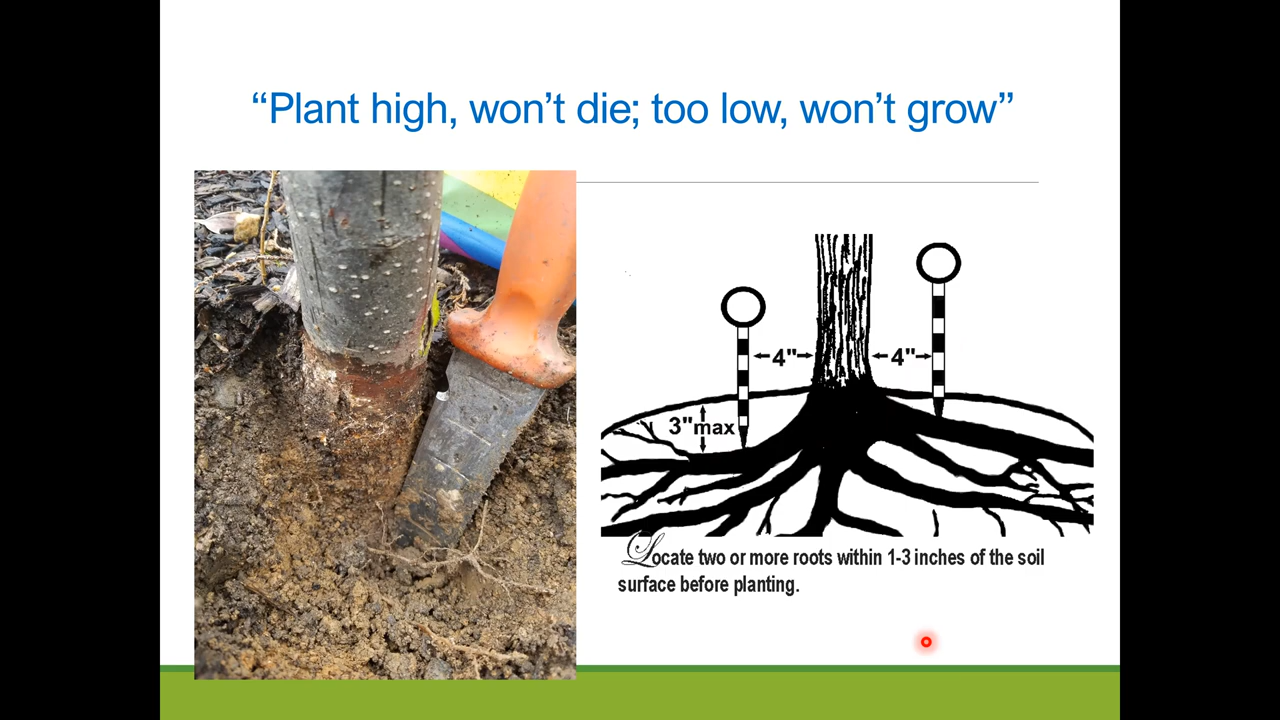 “Plant high, won’t die; too low, won’t grow”
4" 4"
3"max
Locate two or more roots within 1-3 inches of the soil
surface before planting.